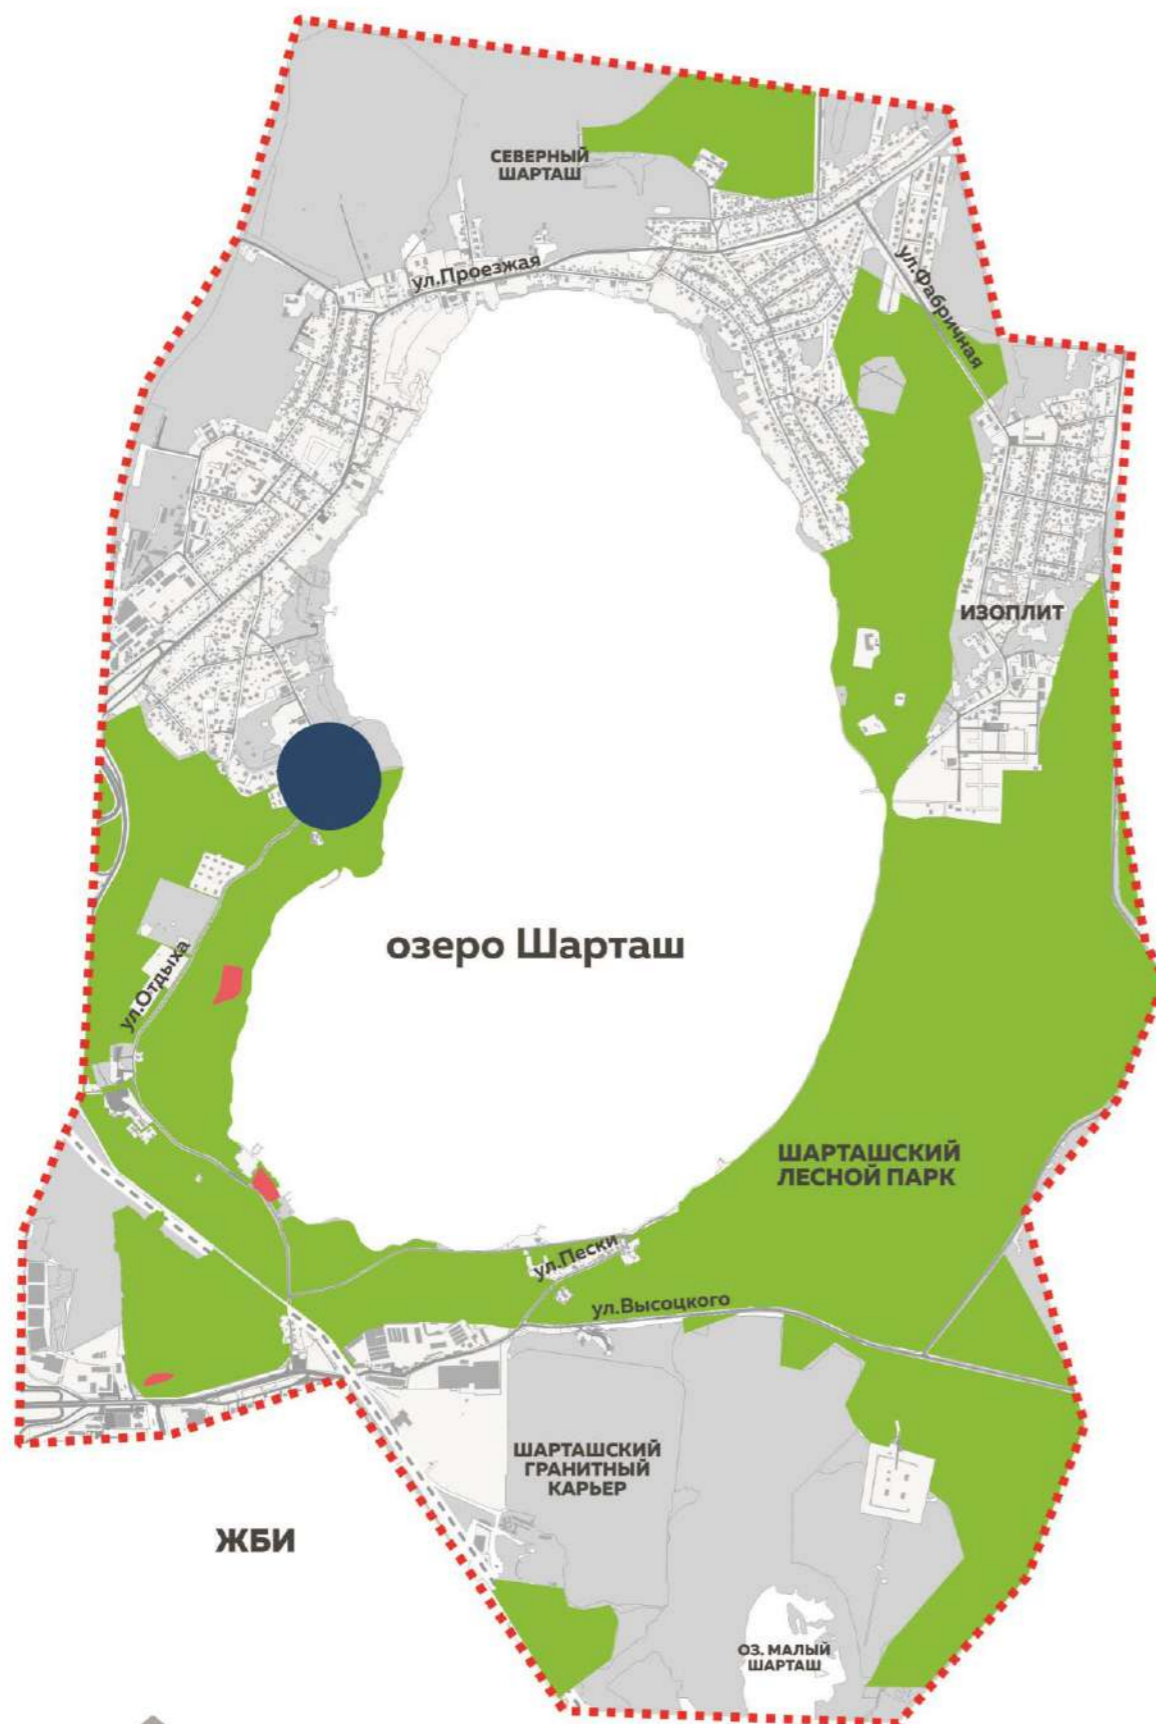 СЕВЕРНЫЙ
ШАРТАШ
ул.Проезжая
ул.Фабричная
ИЗОПЛИТ
озеро Шарташ
ул.Отдыха
ШАРТАШСКИЙ
ЛЕСНОЙ ПАРК
ул.Пески
ул.Высоцкого
ШАРТАШСКИЙ
ГРАНИТНЫЙ
КАРЬЕР
ЖБИ
ОЗ. МАЛЫЙ
ШАРТАШ